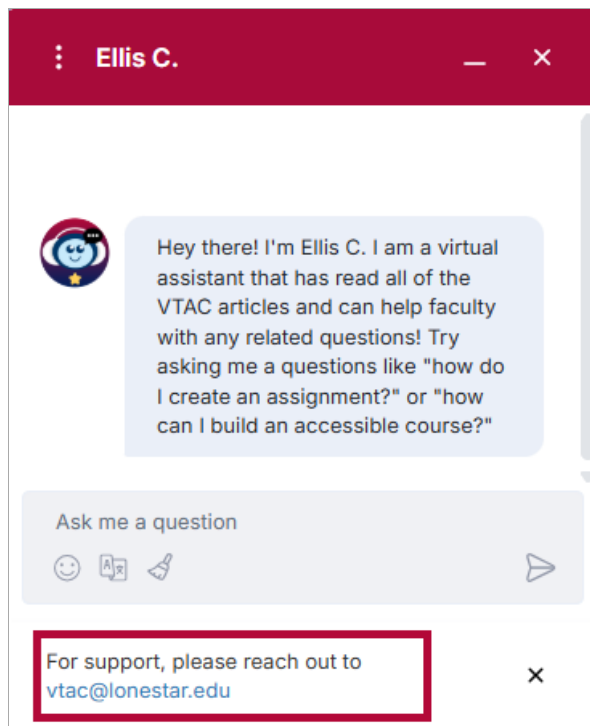 Ellis C.
Hey there! I'm Ellis C. I am a virtual
assistant that has read all of the
VTAC articles and can help faculty
with any related questions! Try
asking me a questions like "how do
I create an assignment?" or "how
can I build an accessible course?"
Ask me a question
For support, please reach out to
vtac@lonestar.edu